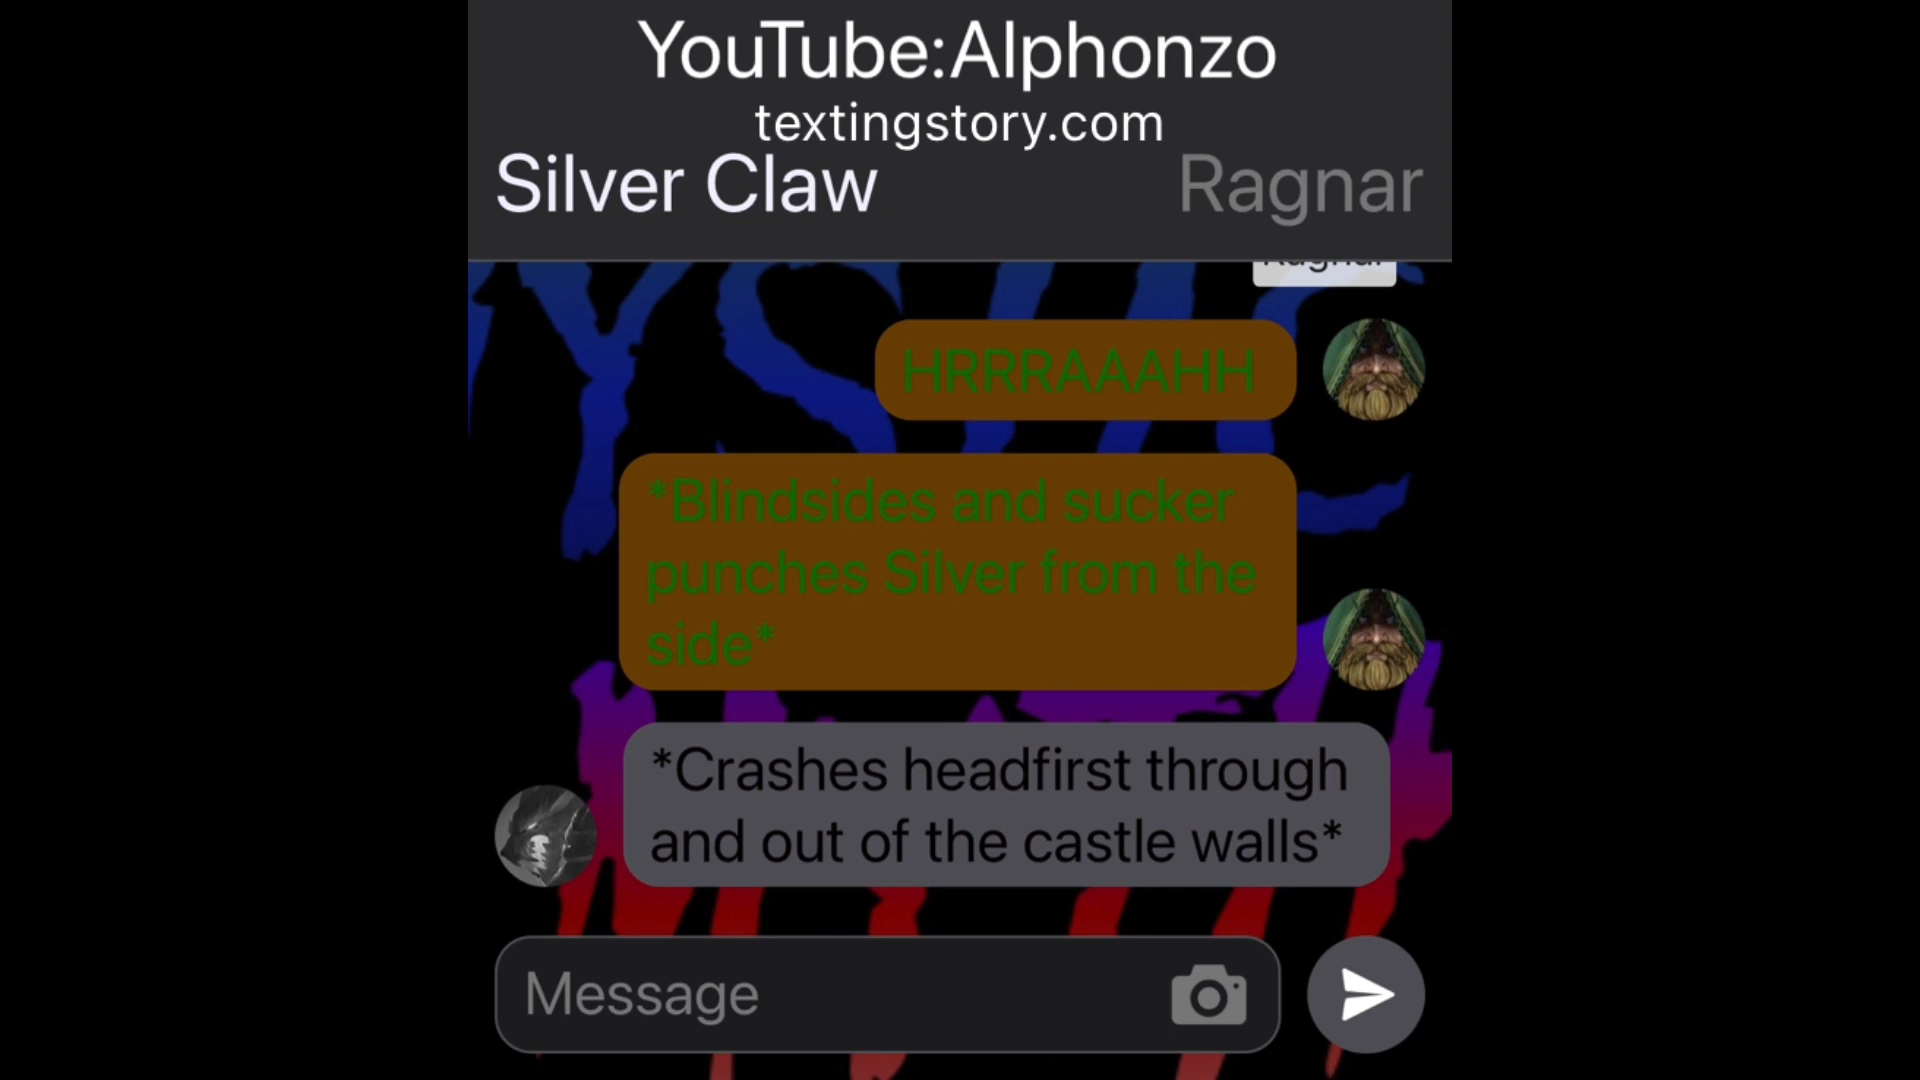 YouTube:Alphonzo
textingstory.com
Silver Claw
Ragnar
Ragnar
HRRRAAAHH
*Blindsides and sucker
punches Silver from the
side*
*Crashes headfirst through
and out of the castle walls*
Message